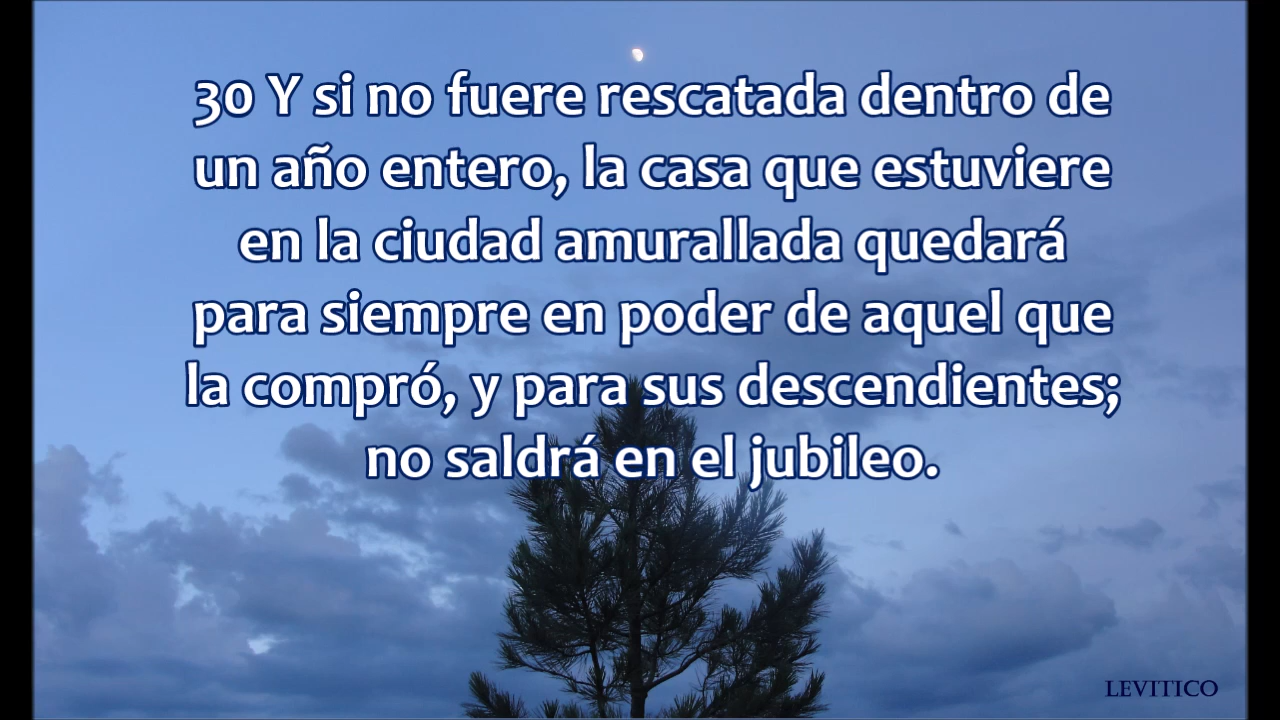 30 Y si no fuere rescatada dentro de
un año entero, la casa que estuviere
en la ciudad amurallada quedará
para siempre en poder de aquel que
la compró, y para sus descendientes;
no saldrá en el jubileo.
LEVITICO